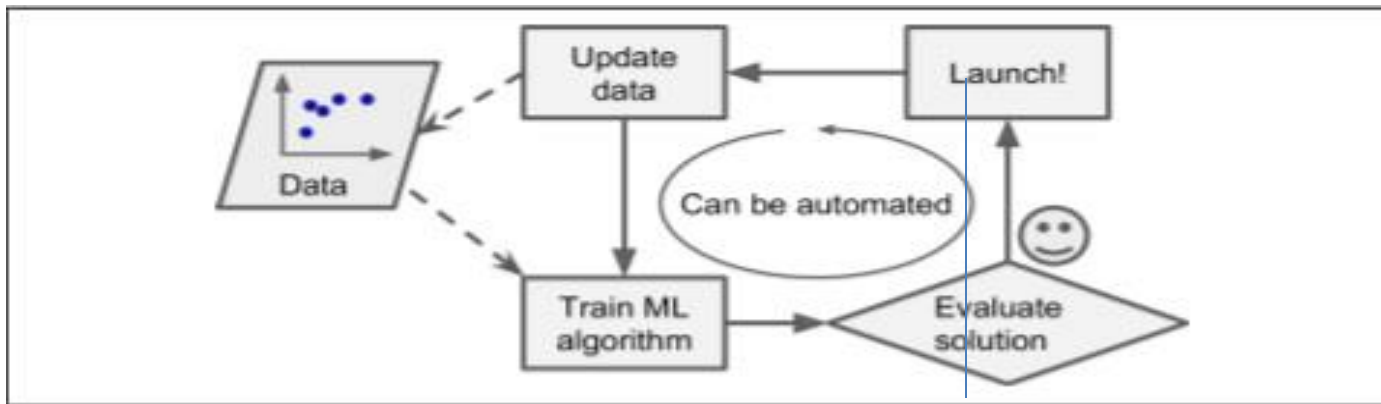 Update
data
Launch!
Data
Can be automated
Train ML
algorithm
Evaluate
solution